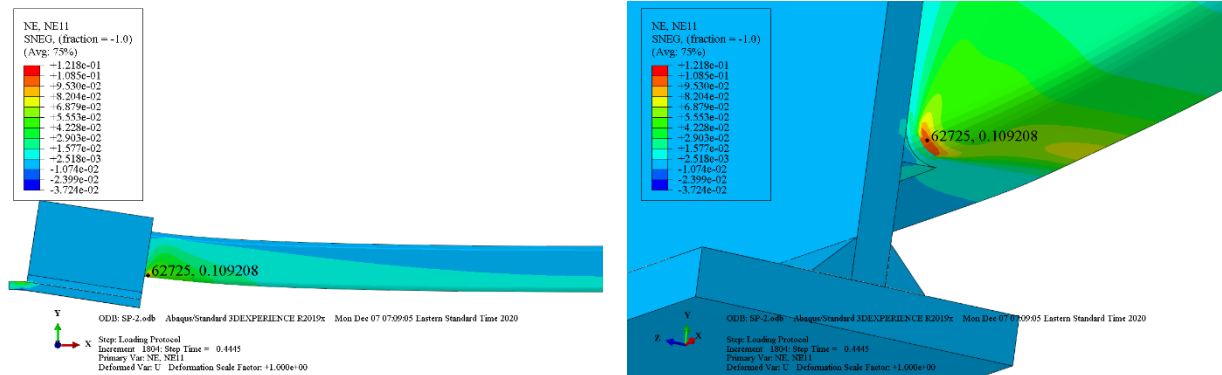 NE, NE11
SNEG, (fraction = -1.0)
(Avg: 75%)
+1.218e-01
+1.085e-01
+9.530e-02
+8.204e-02
+6.879e-02
+5.553e-02
+4.228e-02
+2.903e-02
+1.577e-02
+2.518e-03
-1.074e-02
-2.399e-02
-3.724e-02
62725, 0.109208
Y
X
ODB: SP-2.odb Abaqus/Standard 3DEXPERIENCE R2019x Mon Dec 07 07:09:05 Eastern Standard Time 2020
Step: Loading Protocol
Increment 1804: Step Time = 0.4445
Primary Var: NE, NE11
Deformed Var: U Deformation Scale Factor: +1.000e+00
NE, NE11
SNEG, (fraction = -1.0)
(Avg: 75%)
+1.218e-01
+1.085e-01
+9.530e-02
+8.204e-02
+6.879e-02
+5.553e-02
+4.228e-02
+2.903e-02
+1.577e-02
+2.518e-03
-1.074e-02
-2.399e-02
-3.724e-02
62725, 0.109208
Y
Z
X
ODB: SP-2.odb Abaqus/Standard 3DEXPERIENCE R2019x Mon Dec 07 07:09:05 Eastern Standard Time 2020
Step: Loading Protocol
Increment 1804: Step Time = 0.4445
Primary Var: NE, NE11
Deformed Var: U Deformation Scale Factor: +1.000e+00